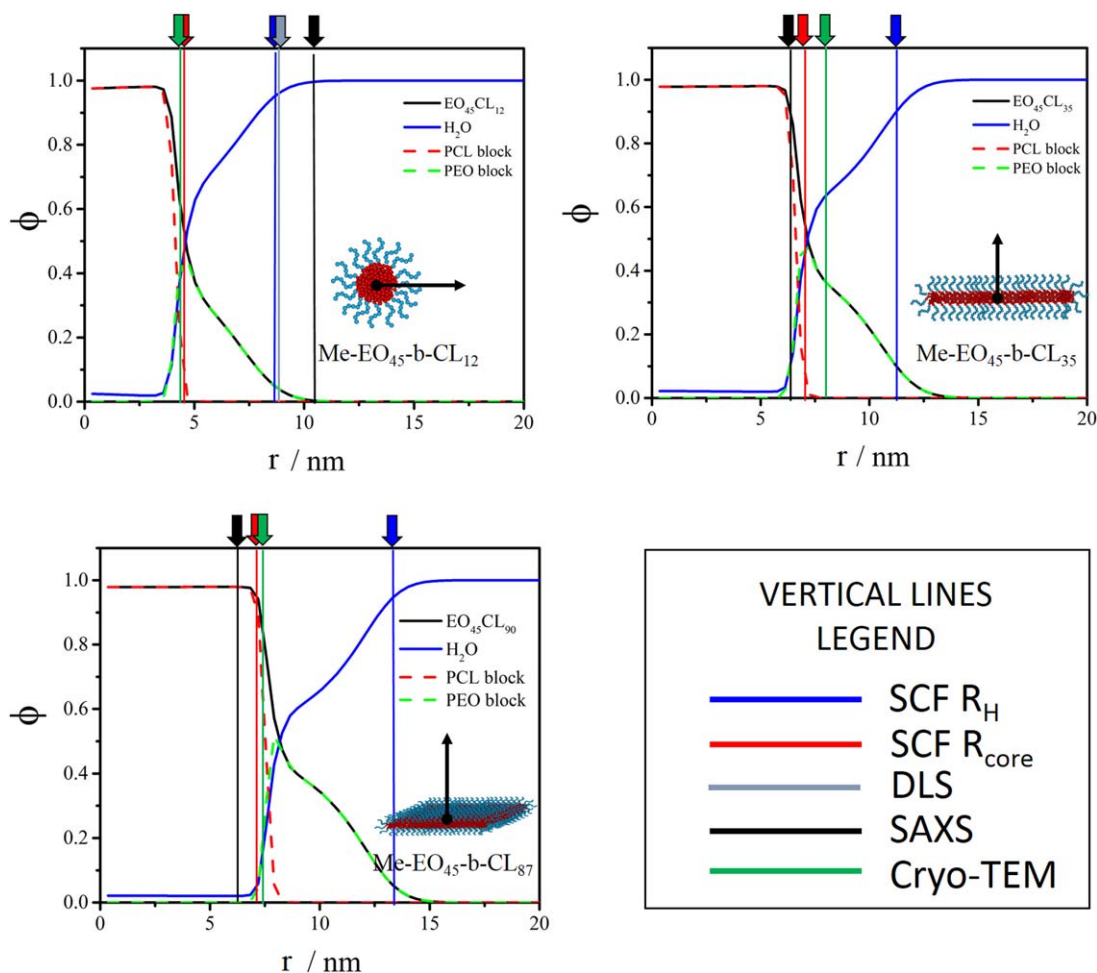 1.0
0.8
0.6
0.4
0.2
0.0
ϕ
EO₄₅CL₁₂
H₂O
PCL block
PEO block
Me-EO₄₅-b-CL₁₂
0 5 10 15 20
r / nm
1.0
0.8
0.6
0.4
0.2
0.0
ϕ
EO₄₅CL₃₅
H₂O
PCL block
PEO block
Me-EO₄₅-b-CL₃₅
0 5 10 15 20
r / nm
1.0
0.8
0.6
0.4
0.2
0.0
ϕ
EO₄₅CL₉₀
H₂O
PCL block
PEO block
Me-EO₄₅-b-CL₈₇
0 5 10 15 20
r / nm
VERTICAL LINES
LEGEND
SCF R_H
SCF R_core
DLS
SAXS
Cryo-TEM